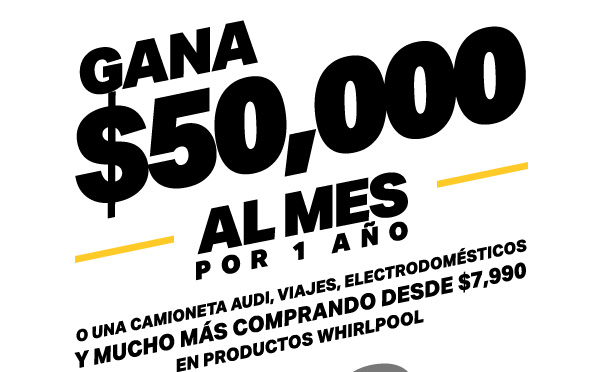 GANA
$50,000
AL MES
POR 1 AÑO
O UNA CAMIONETA AUDI, VIAJES, ELECTRODOMÉSTICOS
Y MUCHO MÁS COMPRANDO DESDE $7,990
EN PRODUCTOS WHIRLPOOL